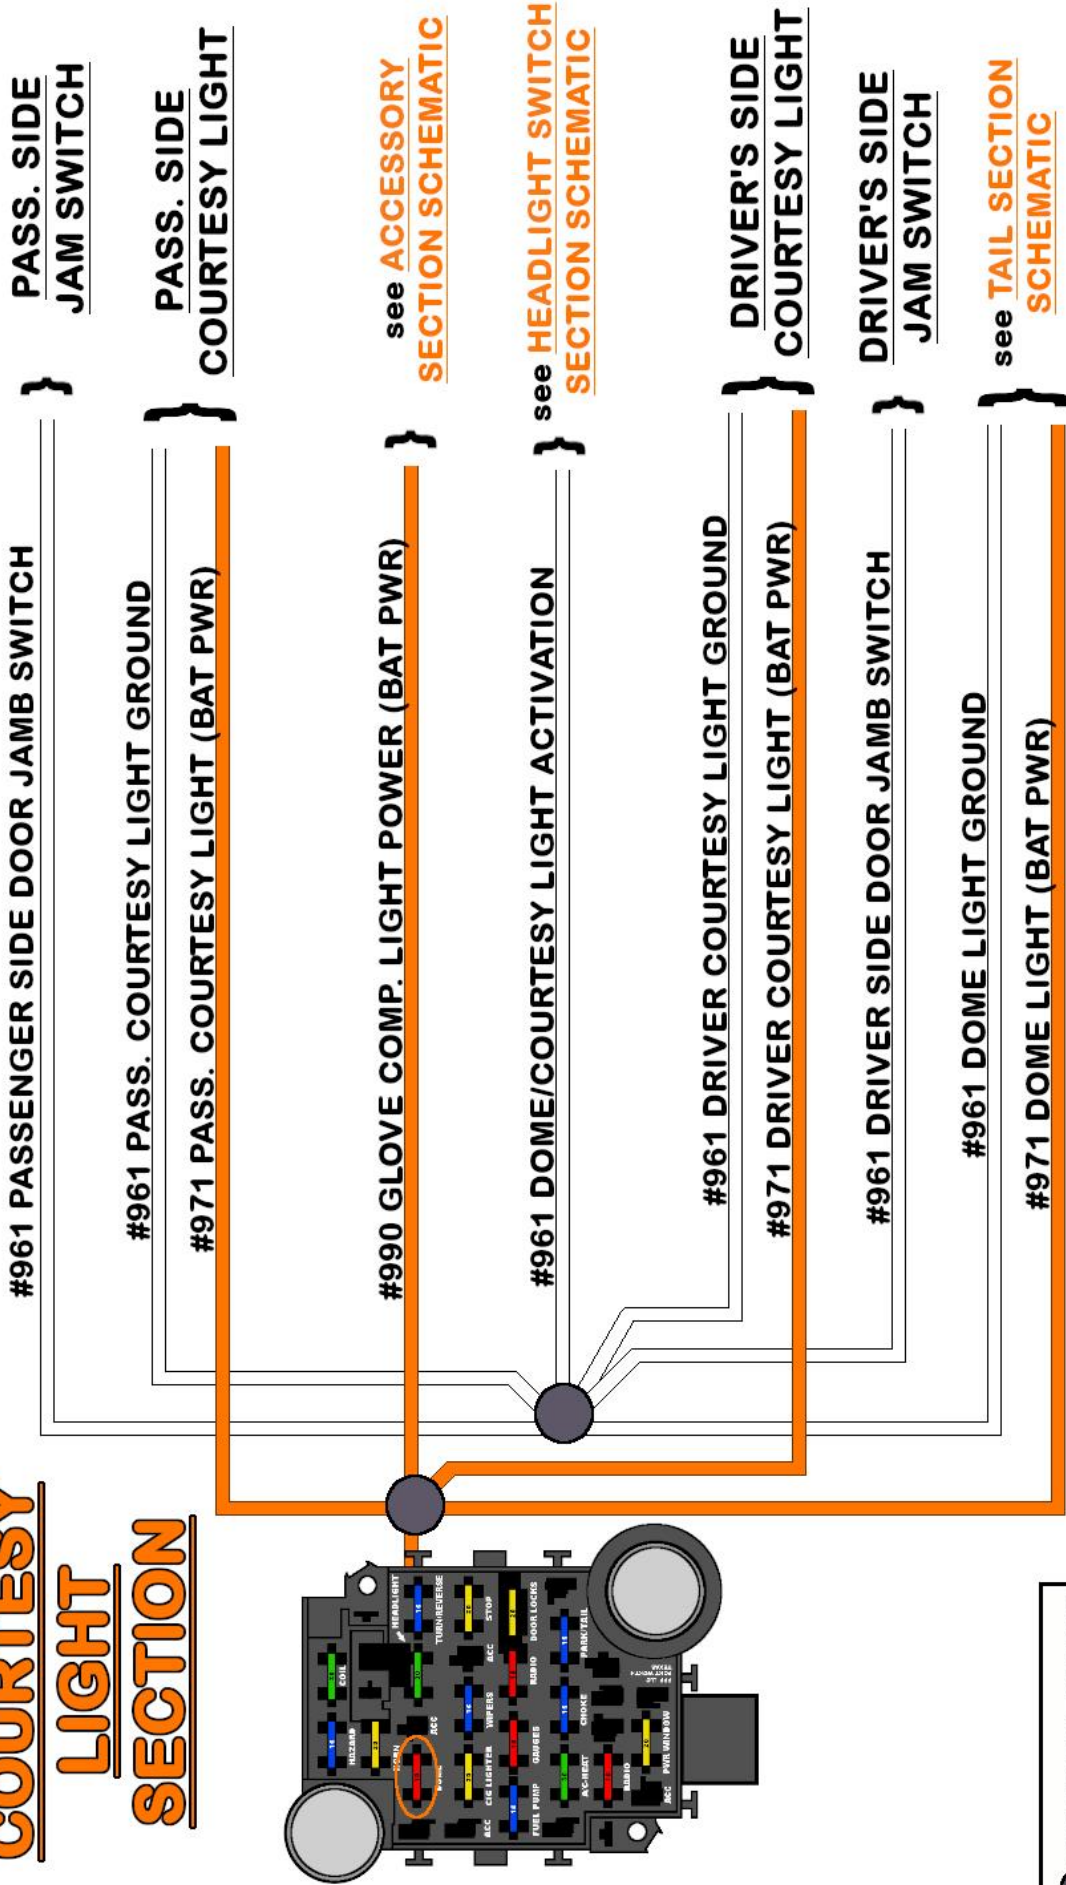 COURTESY
LIGHT
SECTION
#961 PASSENGER SIDE DOOR JAMB SWITCH
PASS. SIDE
JAM SWITCH
#961 PASS. COURTESY LIGHT GROUND
#971 PASS. COURTESY LIGHT (BAT PWR)
PASS. SIDE
COURTESY LIGHT
#990 GLOVE COMP. LIGHT POWER (BAT PWR)
see ACCESSORY
SECTION SCHEMATIC
#961 DOME/COURTESY LIGHT ACTIVATION
see HEADLIGHT SWITCH
SECTION SCHEMATIC
#961 DRIVER COURTESY LIGHT GROUND
#971 DRIVER COURTESY LIGHT (BAT PWR)
DRIVER'S SIDE
COURTESY LIGHT
#961 DRIVER SIDE DOOR JAMB SWITCH
DRIVER'S SIDE
JAM SWITCH
#961 DOME LIGHT GROUND
#971 DOME LIGHT (BAT PWR)
see TAIL SECTION
SCHEMATIC
COIL
HAZARD
HEADLIGHT
HORN
TURN/REVERSE
ACC
STOP
ACC
WIPERS
CIG LIGHTER
ACC
DOOR LOCKS
RADIO
GAUGES
FUEL PUMP
PARK/TAIL
CHOKE
A/C-HEAT
RADIO
PWR WINDOW
ACC
TEXAS